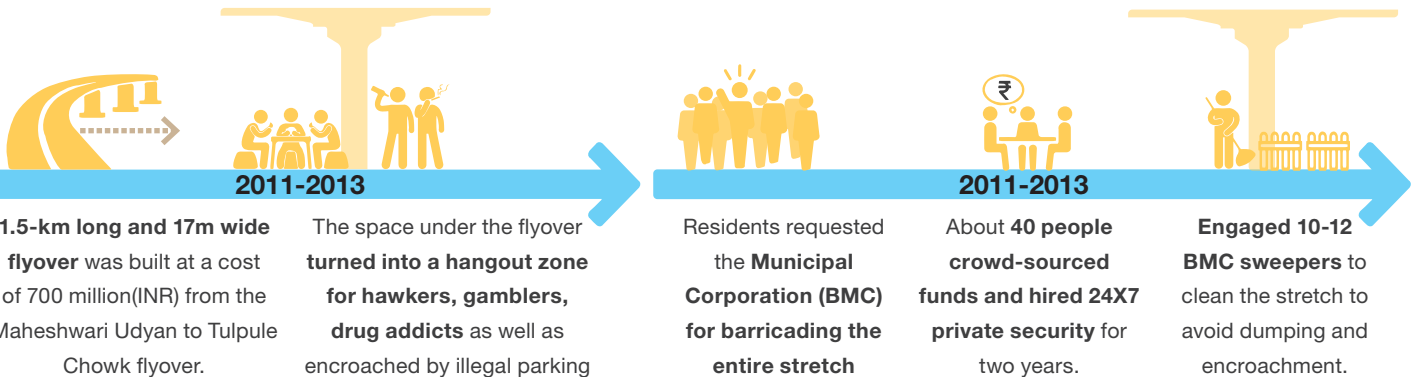 ₹
2011-2013
1.5-km long and 17m wide
flyover was built at a cost
of 700 million(INR) from the
Maheshwari Udyan to Tulpule
Chowk flyover.
The space under the flyover
turned into a hangout zone
for hawkers, gamblers,
drug addicts as well as
encroached by illegal parking
2011-2013
Residents requested
the Municipal
Corporation (BMC)
for barricading the
entire stretch
About 40 people
crowd-sourced
funds and hired 24X7
private security for
two years.
Engaged 10-12
BMC sweepers to
clean the stretch to
avoid dumping and
encroachment.